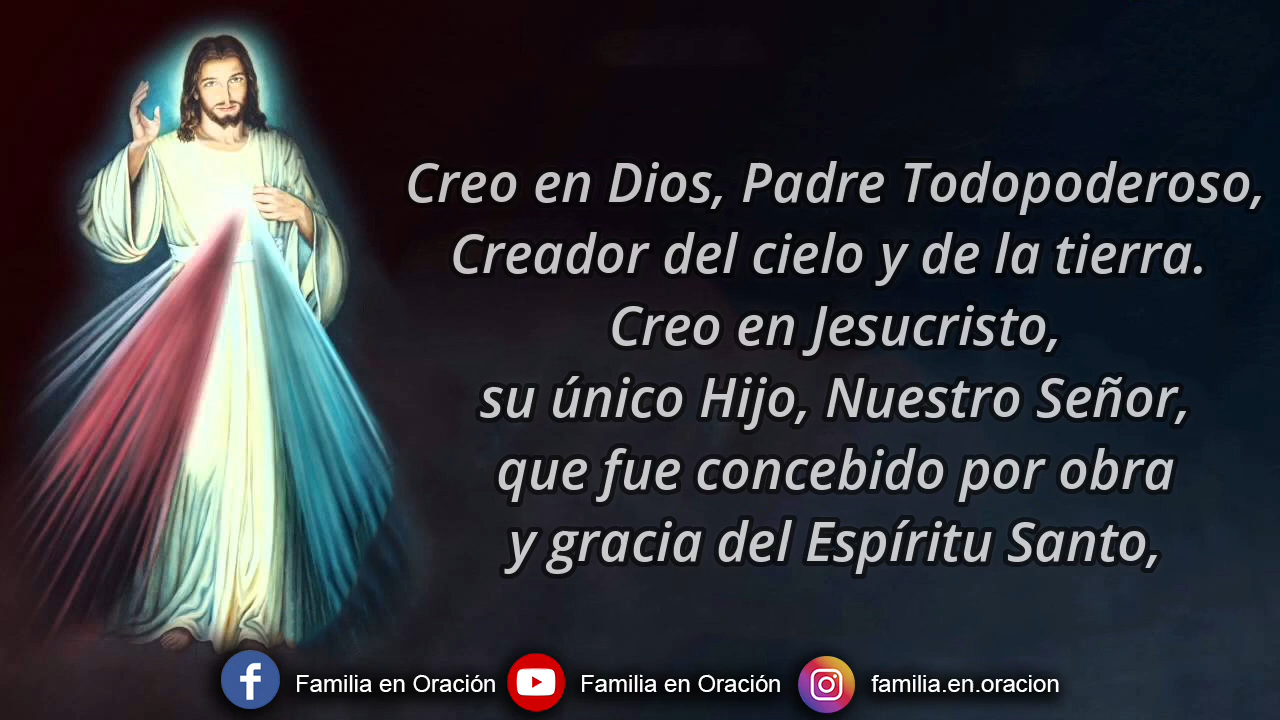 Creo en Dios, Padre Todopoderoso,
Creador del cielo y de la tierra.
Creo en Jesucristo,
su único Hijo, Nuestro Señor,
que fue concebido por obra
y gracia del Espíritu Santo,
Familia en Oración
Familia en Oración
familia.en.oracion